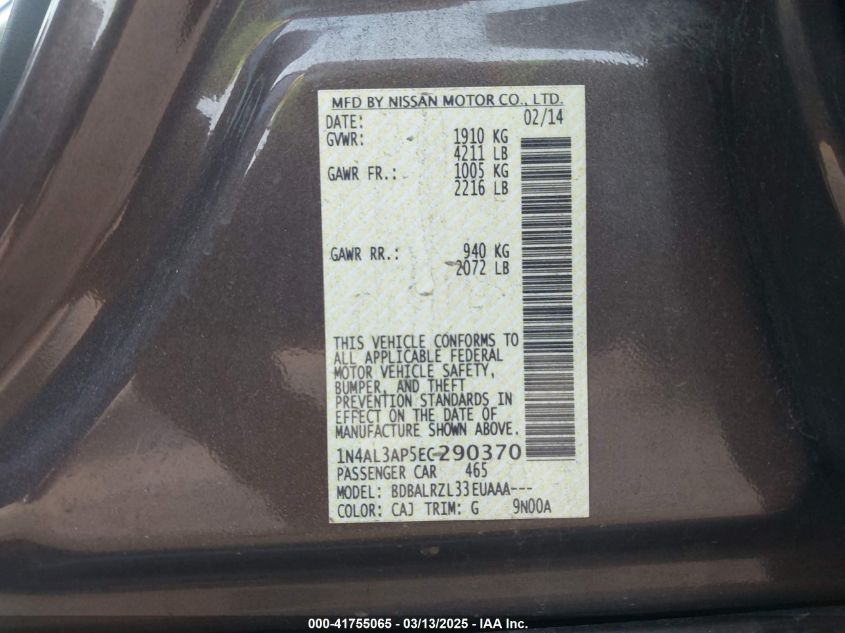 MFD BY NISSAN MOTOR CO., LTD.
DATE: 02/14
GVWR: 1910 KG
4211 LB
GAWR FR.: 1005 KG
2216 LB
GAWR RR.: 940 KG
2072 LB
THIS VEHICLE CONFORMS TO
ALL APPLICABLE FEDERAL
MOTOR VEHICLE SAFETY,
BUMPER, AND THEFT
PREVENTION STANDARDS IN
EFFECT ON THE DATE OF
MANUFACTURE SHOWN ABOVE.
1N4AL3AP5EC290370
PASSENGER CAR 465
MODEL: BDBALRZL33EUAAA---
COLOR: CAJ TRIM: G 9N00A
000-41755065 - 03/13/2025 - IAA Inc.